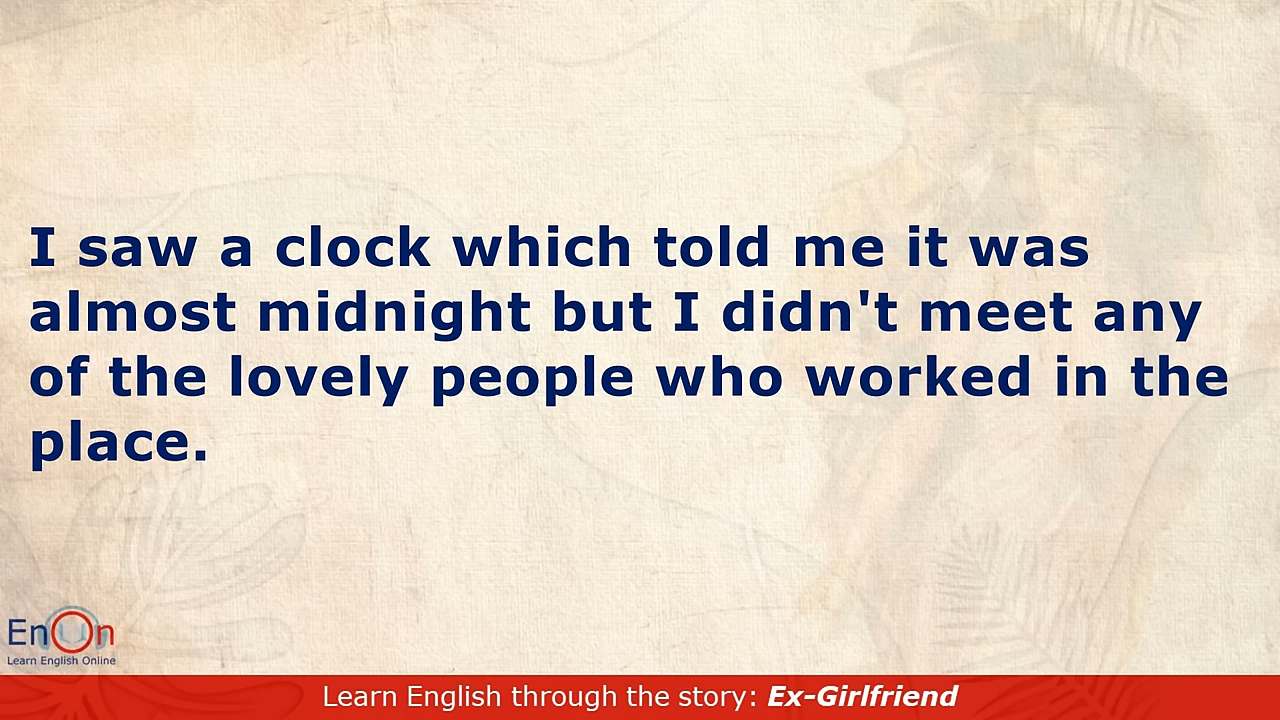 I saw a clock which told me it was
almost midnight but I didn't meet any
of the lovely people who worked in the
place.
EnOn
Learn English Online
Learn English through the story: Ex-Girlfriend